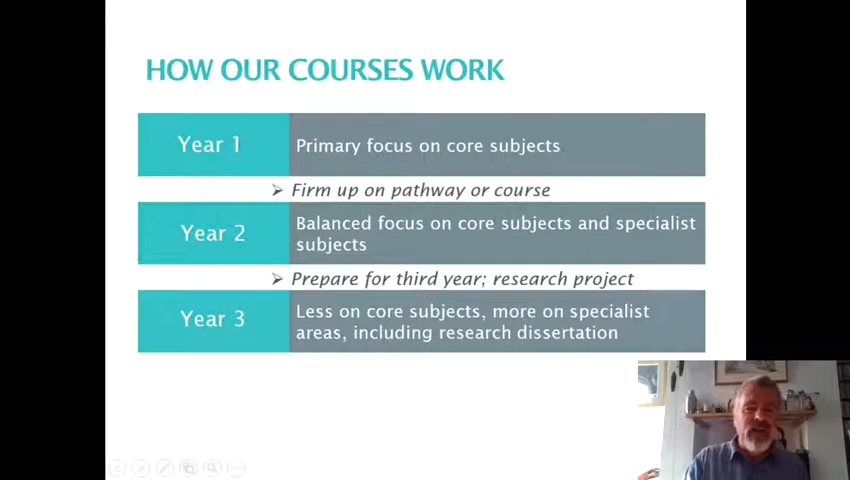 HOW OUR COURSES WORK
Year 1
Primary focus on core subjects
Firm up on pathway or course
Year 2
Balanced focus on core subjects and specialist
subjects
Prepare for third year; research project
Year 3
Less on core subjects, more on specialist
areas, including research dissertation